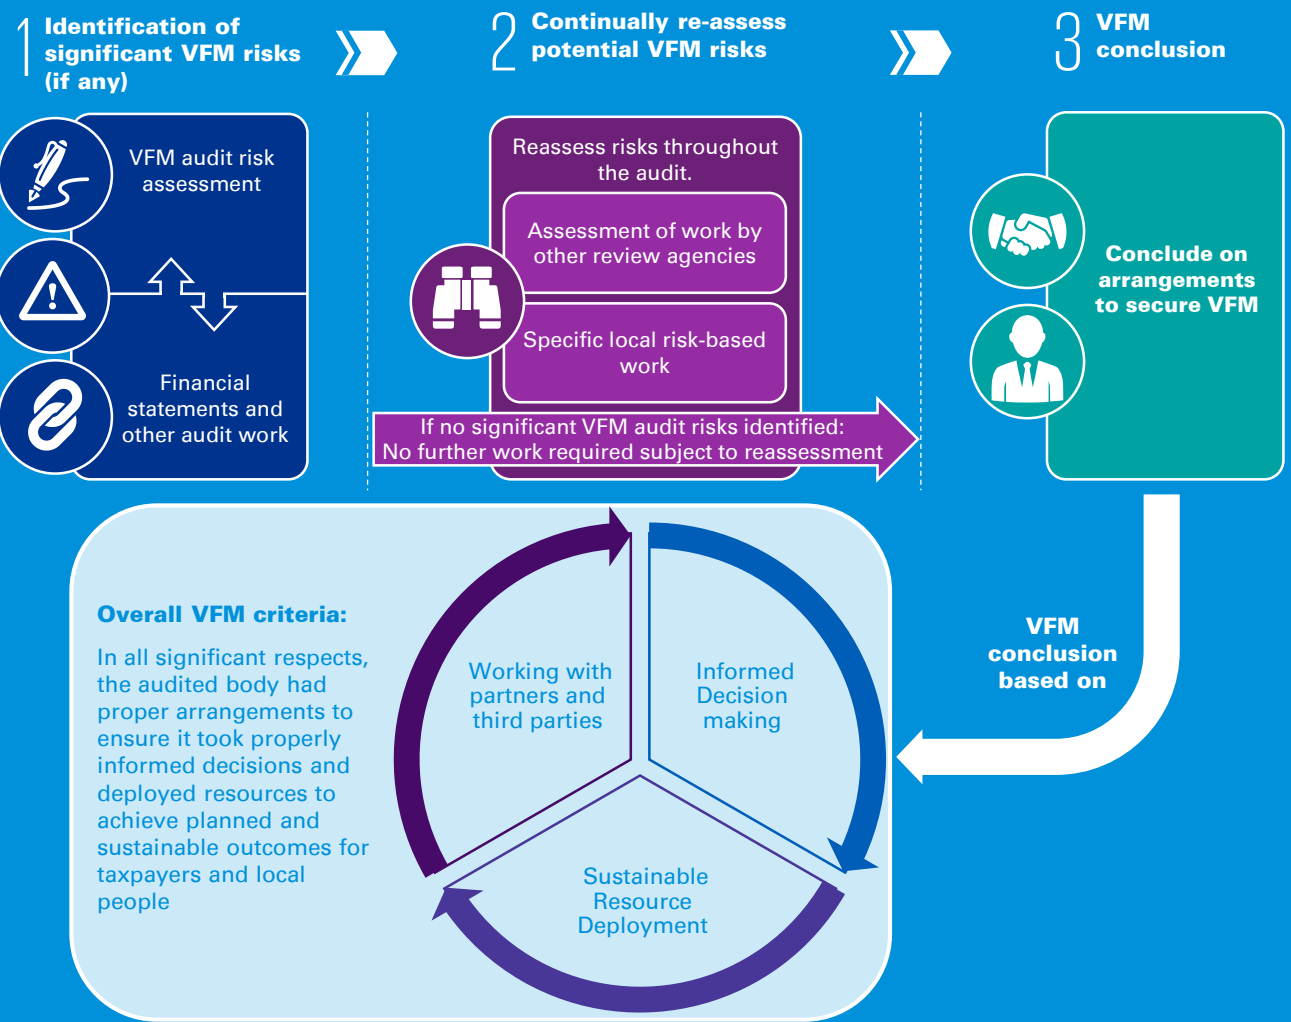 1 Identification of
significant VFM risks
(if any)
2 Continually re-assess
potential VFM risks
3 VFM
conclusion
VFM audit risk
assessment
Financial
statements and
other audit work
Reassess risks throughout
the audit.
Assessment of work by
other review agencies
Specific local risk-based
work
If no significant VFM audit risks identified:
No further work required subject to reassessment
Conclude on
arrangements
to secure VFM
VFM
conclusion
based on
Overall VFM criteria:
In all significant respects,
the audited body had
proper arrangements to
ensure it took properly
informed decisions and
deployed resources to
achieve planned and
sustainable outcomes for
taxpayers and local
people
Working with
partners and
third parties
Informed
Decision
making
Sustainable
Resource
Deployment